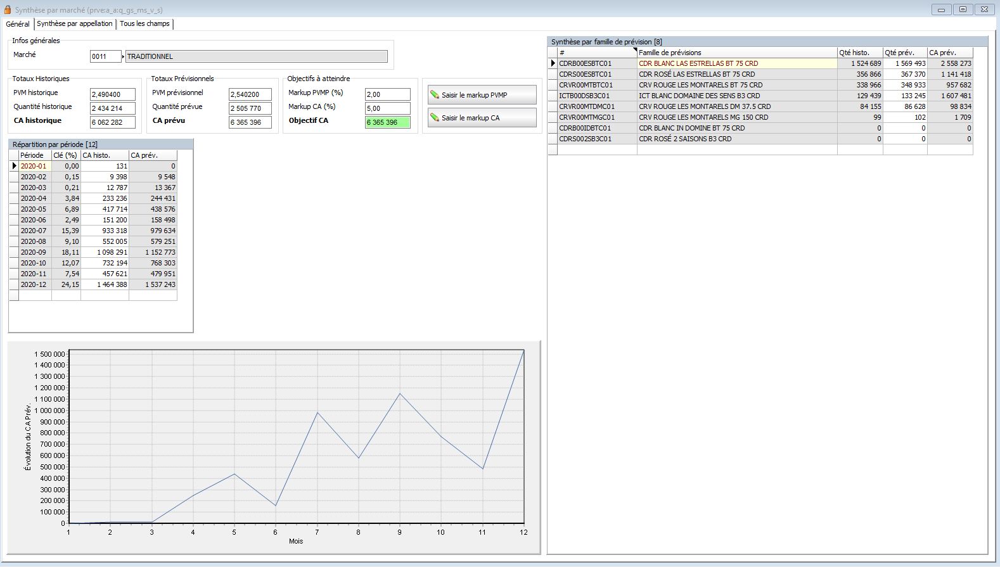 Synthèse par marché (prve:a_a:q_gs_ms_v_s)
Général Synthèse par appellation Tous les champs
Infos générales
Marché 0011 TRADITIONNEL
Totaux Historiques
PVM historique 2,490400
Quantité historique 2 434 214
CA historique 6 062 282
Totaux Prévisionnels
PVM prévisionnel 2,540200
Quantité prévue 2 505 770
CA prévu 6 365 396
Objectifs à atteindre
Markup PVMP (%) 2,00
Markup CA (%) 5,00
Objectif CA 6 365 396
Saisir le markup PVMP
Saisir le markup CA
Répartition par période [12]
Période Clé (%) CA histo. CA prév.
2020-01 0,00 131 0
2020-02 0,15 9 398 9 548
2020-03 0,21 12 787 13 367
2020-04 3,84 233 236 244 431
2020-05 6,89 417 714 438 576
2020-06 2,49 151 200 158 498
2020-07 15,39 933 318 979 634
2020-08 9,10 552 005 579 251
2020-09 18,11 1 098 291 1 152 773
2020-10 12,07 732 194 768 303
2020-11 7,54 457 621 479 951
2020-12 24,15 1 464 388 1 537 243
Évolution du CA Prév.
1 500 000
1 400 000
1 300 000
1 200 000
1 100 000
1 000 000
900 000
800 000
700 000
600 000
500 000
400 000
300 000
200 000
100 000
0
1 2 3 4 5 6 7 8 9 10 11 12
Mois
Synthèse par famille de prévision [8]
# Famille de prévisions Qté histo. Qté prév. CA prév.
CDRB00ESBTC01 CDR BLANC LAS ESTRELLAS BT 75 CRD 1 524 689 1 569 493 2 558 273
CDRS00ESBTC01 CDR ROSÉ LAS ESTRELLAS BT 75 CRD 356 866 367 370 1 141 418
CRVR00MTBTC01 CRV ROUGE LES MONTARELS BT 75 CRD 338 966 348 933 957 682
ICTB00DSB3C01 ICT BLANC DOMAINE DES SENS B3 CRD 129 439 133 245 1 607 481
CRVR00MTDMC01 CRV ROUGE LES MONTARELS DM 37.5 CRD 84 155 86 628 98 834
CRVR00MTMGC01 CRV ROUGE LES MONTARELS MG 150 CRD 99 102 1 709
CDRB00IDBTC01 CDR BLANC IN DOMINE BT 75 CRD 0 0 0
CDRS002SB3C01 CDR ROSÉ 2 SAISONS B3 CRD 0 0 0